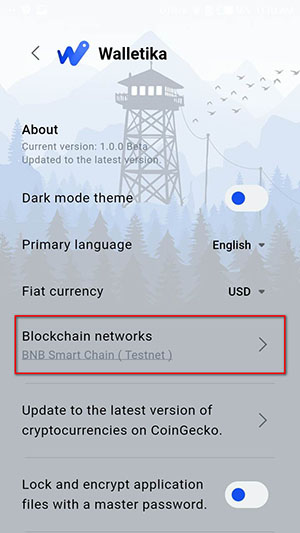 Walletika
About
Current version: 1.0.0 Beta
Updated to the latest version.
Dark mode theme
Primary language English
Fiat currency USD
Blockchain networks
BNB Smart Chain ( Testnet )
Update to the latest version of
cryptocurrencies on CoinGecko.
Lock and encrypt application
files with a master password.